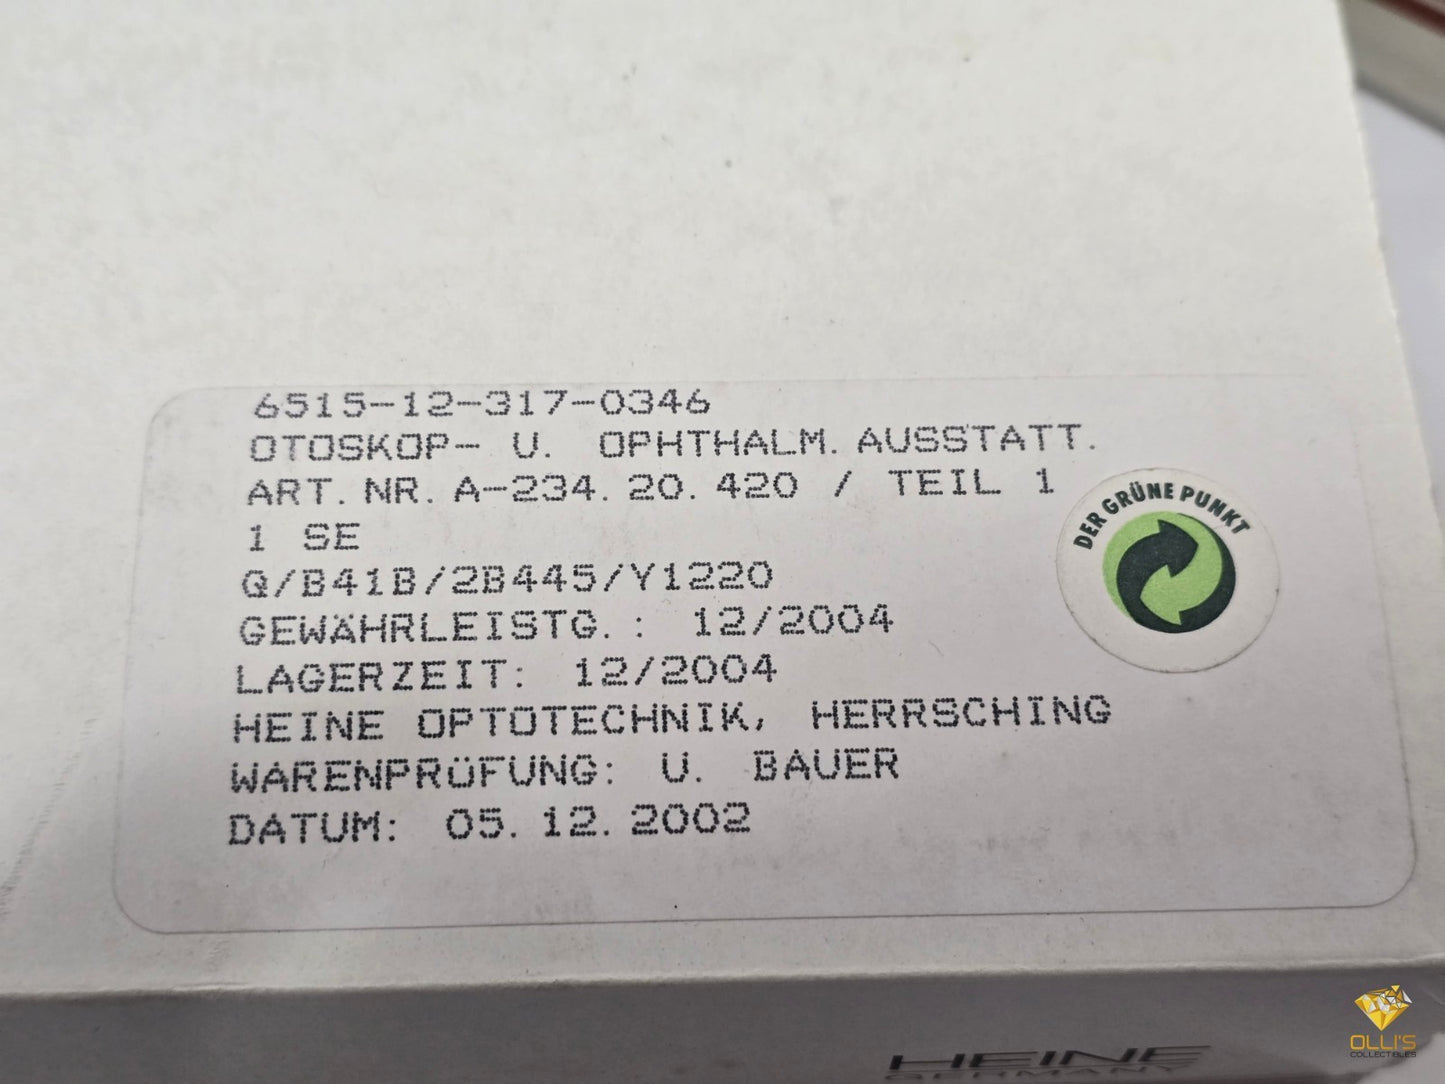 6515-12-317-0346
OTOSKOP- U. OPHTHALM. AUSSTATT.
ART. NR. A-234. 20. 420 / TEIL 1
1 SE
Q/B41B/2B445/Y1220
GEWÄHRLEISTG. : 12/2004
LAGERZEIT: 12/2004
HEINE OPTOTECHNIK, HERRSCHING
WARENPRÜFUNG: U. BAUER
DATUM: 05. 12. 2002
DER GRÜNE PUNKT
HEINE
GERMANY
OLLI'S
COLLECTIBLES